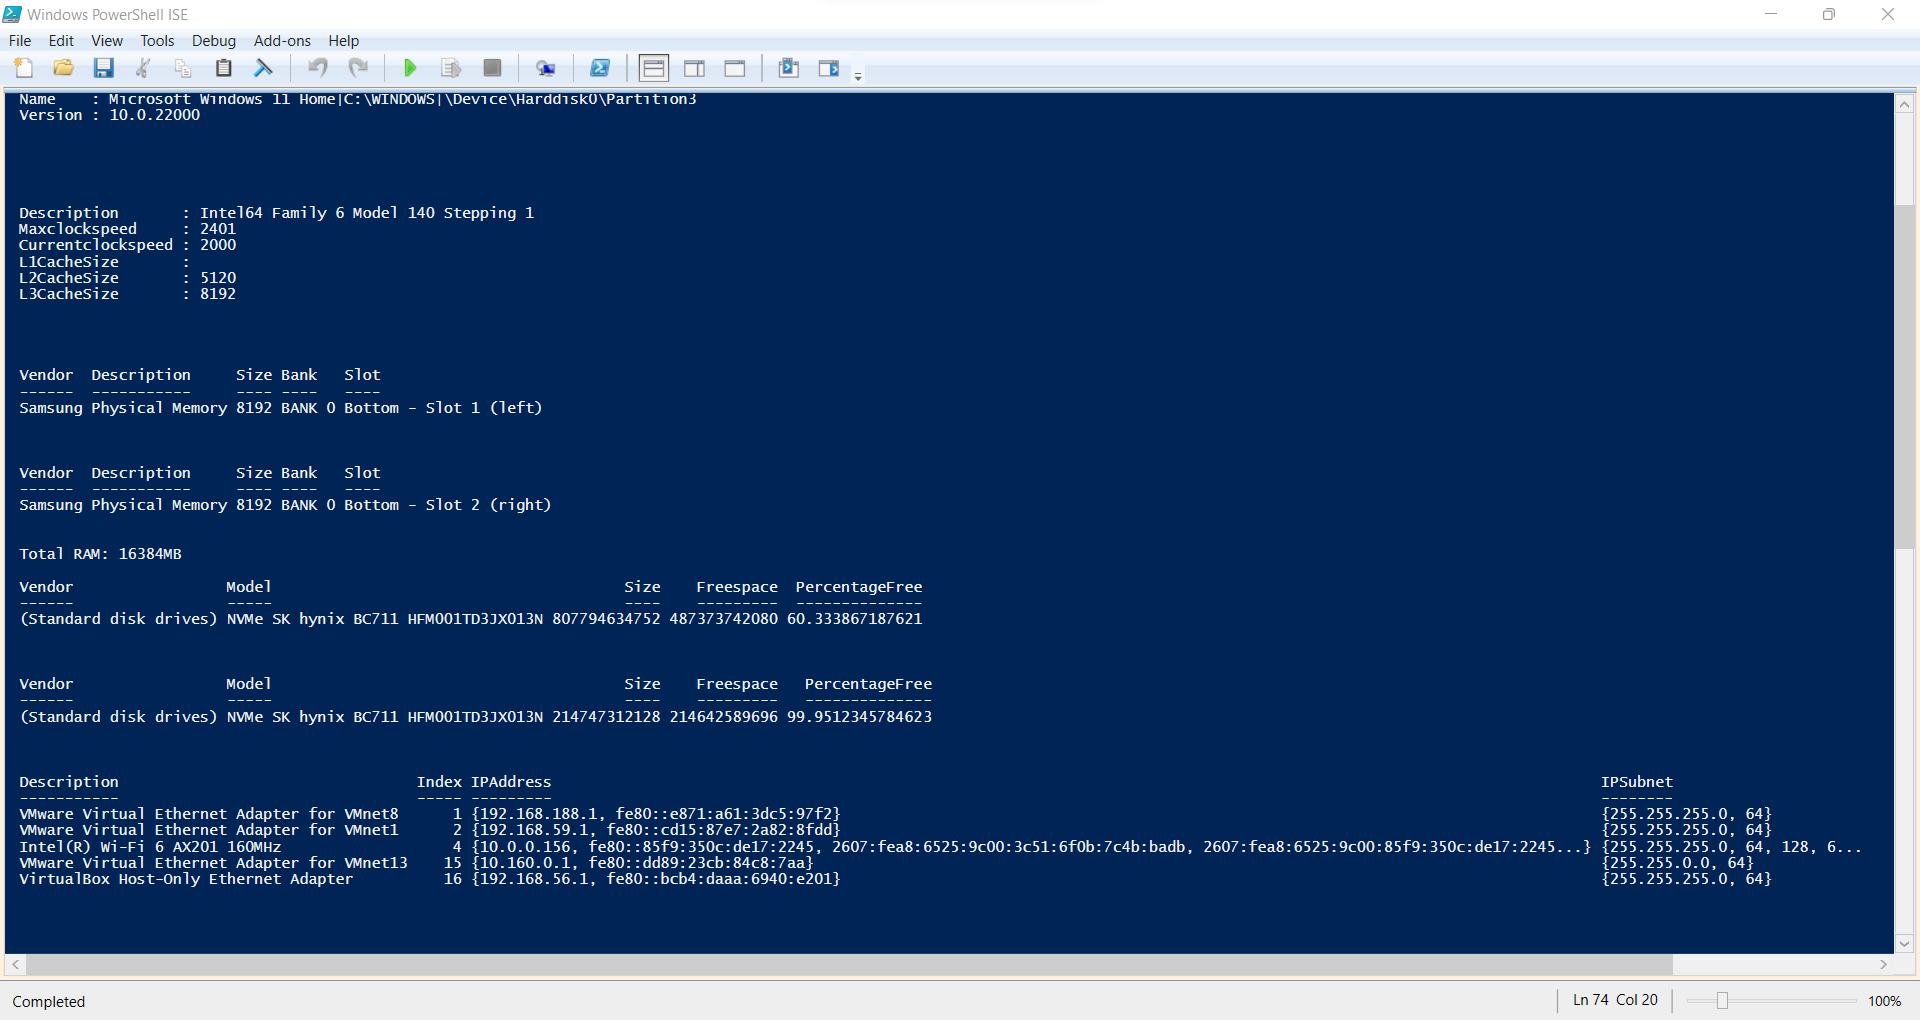 Windows PowerShell ISE
File Edit View Tools Debug Add-ons Help
Name    : Microsoft Windows 11 Home|C:\WINDOWS|\Device\Harddisk0\Partition3
Version : 10.0.22000
Description       : Intel64 Family 6 Model 140 Stepping 1
Maxclockspeed     : 2401
Currentclockspeed : 2000
L1CacheSize       :
L2CacheSize       : 5120
L3CacheSize       : 8192
Vendor  Description     Size Bank   Slot
------  -----------     ---- ----   ----
Samsung Physical Memory 8192 BANK 0 Bottom - Slot 1 (left)
Vendor  Description     Size Bank   Slot
------  -----------     ---- ----   ----
Samsung Physical Memory 8192 BANK 0 Bottom - Slot 2 (right)
Total RAM: 16384MB
Vendor                 Model                                       Size    Freespace  PercentageFree
------                 -----                                       ----    ---------  --------------
(Standard disk drives) NVMe SK hynix BC711 HFM001TD3JX013N 807794634752 487373742080 60.333867187621
Vendor                 Model                                       Size    Freespace   PercentageFree
------                 -----                                       ----    ---------   --------------
(Standard disk drives) NVMe SK hynix BC711 HFM001TD3JX013N 214747312128 214642589696 99.9512345784623
Description                                 Index IPAddress                                                                                                                    IPSubnet
-----------                                 ----- ---------                                                                                                                    --------
VMware Virtual Ethernet Adapter for VMnet8      1 {192.168.188.1, fe80::e871:a61:3dc5:97f2}                                                                                    {255.255.255.0, 64}
VMware Virtual Ethernet Adapter for VMnet1      2 {192.168.59.1, fe80::cd15:87e7:2a82:8fdd}                                                                                    {255.255.255.0, 64}
Intel(R) Wi-Fi 6 AX201 160MHz                  4 {10.0.0.156, fe80::85f9:350c:de17:2245, 2607:fea8:6525:9c00:3c51:6f0b:7c4b:badb, 2607:fea8:6525:9c00:85f9:350c:de17:2245...} {255.255.255.0, 64, 128, 6...
VMware Virtual Ethernet Adapter for VMnet13    15 {10.160.0.1, fe80::dd89:23cb:84c8:7aa}                                                                                       {255.255.0.0, 64}
VirtualBox Host-Only Ethernet Adapter          16 {192.168.56.1, fe80::bcb4:daaa:6940:e201}                                                                                    {255.255.255.0, 64}
Completed Ln 74 Col 20 100%